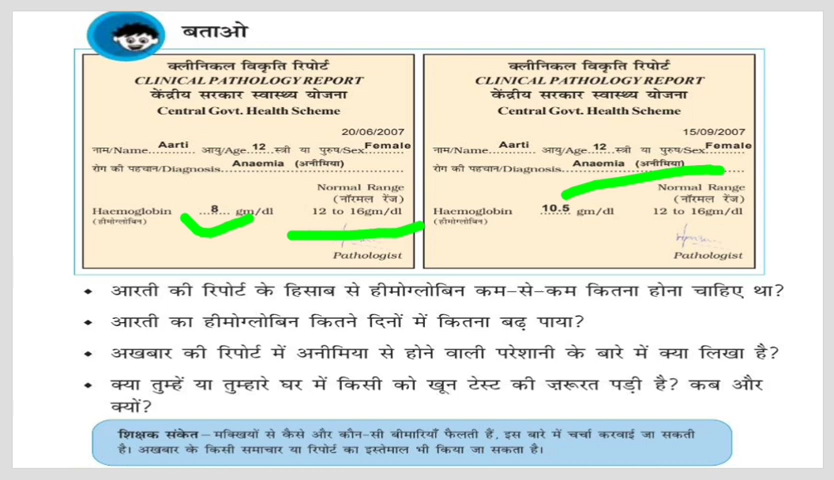 बताओ
क्लीनिकल विकृति रिपोर्ट
CLINICAL PATHOLOGY REPORT
केंद्रीय सरकार स्वास्थ्य योजना
Central Govt. Health Scheme
20/06/2007
नाम/Name Aarti आयु/Age 12 स्त्री या पुरुष/Sex Female
रोग की पहचान/Diagnosis Anaemia (अनीमिया)
Normal Range
(नॉरमल रेंज)
Haemoglobin 8 gm/dl 12 to 16gm/dl
(हीमोग्लोबिन)
Pathologist
क्लीनिकल विकृति रिपोर्ट
CLINICAL PATHOLOGY REPORT
केंद्रीय सरकार स्वास्थ्य योजना
Central Govt. Health Scheme
15/09/2007
नाम/Name Aarti आयु/Age 12 स्त्री या पुरुष/Sex Female
रोग की पहचान/Diagnosis Anaemia (अनीमिया)
Normal Range
(नॉरमल रेंज)
Haemoglobin 10.5 gm/dl 12 to 16gm/dl
(हीमोग्लोबिन)
Pathologist
• आरती की रिपोर्ट के हिसाब से हीमोग्लोबिन कम-से-कम कितना होना चाहिए था?
• आरती का हीमोग्लोबिन कितने दिनों में कितना बढ़ पाया?
• अखबार की रिपोर्ट में अनीमिया से होने वाली परेशानी के बारे में क्या लिखा है?
• क्या तुम्हें या तुम्हारे घर में किसी को खून टेस्ट की ज़रूरत पड़ी है? कब और
क्यों?
शिक्षक संकेत – मक्खियों से कैसे और कौन-सी बीमारियाँ फैलती हैं, इस बारे में चर्चा करवाई जा सकती
है। अखबार के किसी समाचार या रिपोर्ट का इस्तेमाल भी किया जा सकता है।